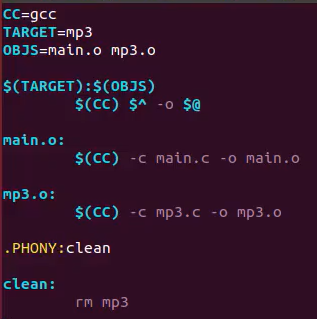 CC=gcc
TARGET=mp3
OBJS=main.o mp3.o
$(TARGET):$(OBJS)
$(CC) $^ -o $@
main.o:
$(CC) -c main.c -o main.o
mp3.o:
$(CC) -c mp3.c -o mp3.o
.PHONY:clean
clean:
rm mp3